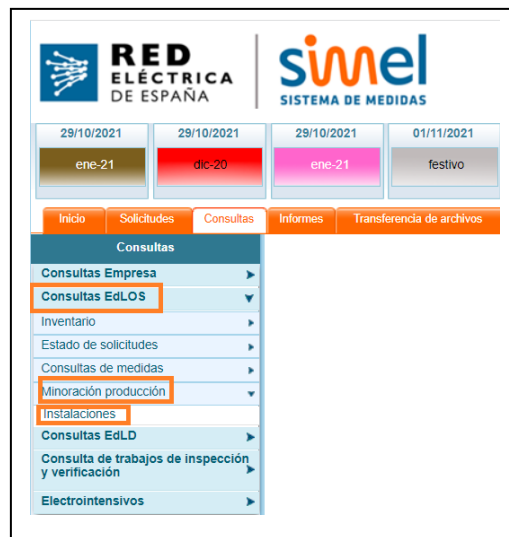 RED
ELÉCTRICA
DE ESPAÑA
simel
SISTEMA DE MEDIDAS
29/10/2021 29/10/2021 29/10/2021 01/11/2021
ene-21 dic-20 ene-21 festivo
Inicio Solicitudes Consultas Informes Transferencia de archivos
Consultas
Consultas Empresa
Consultas EdLOS
Inventario
Estado de solicitudes
Consultas de medidas
Minoración producción
Instalaciones
Consultas EdLD
Consulta de trabajos de inspección
y verificación
Electrointensivos